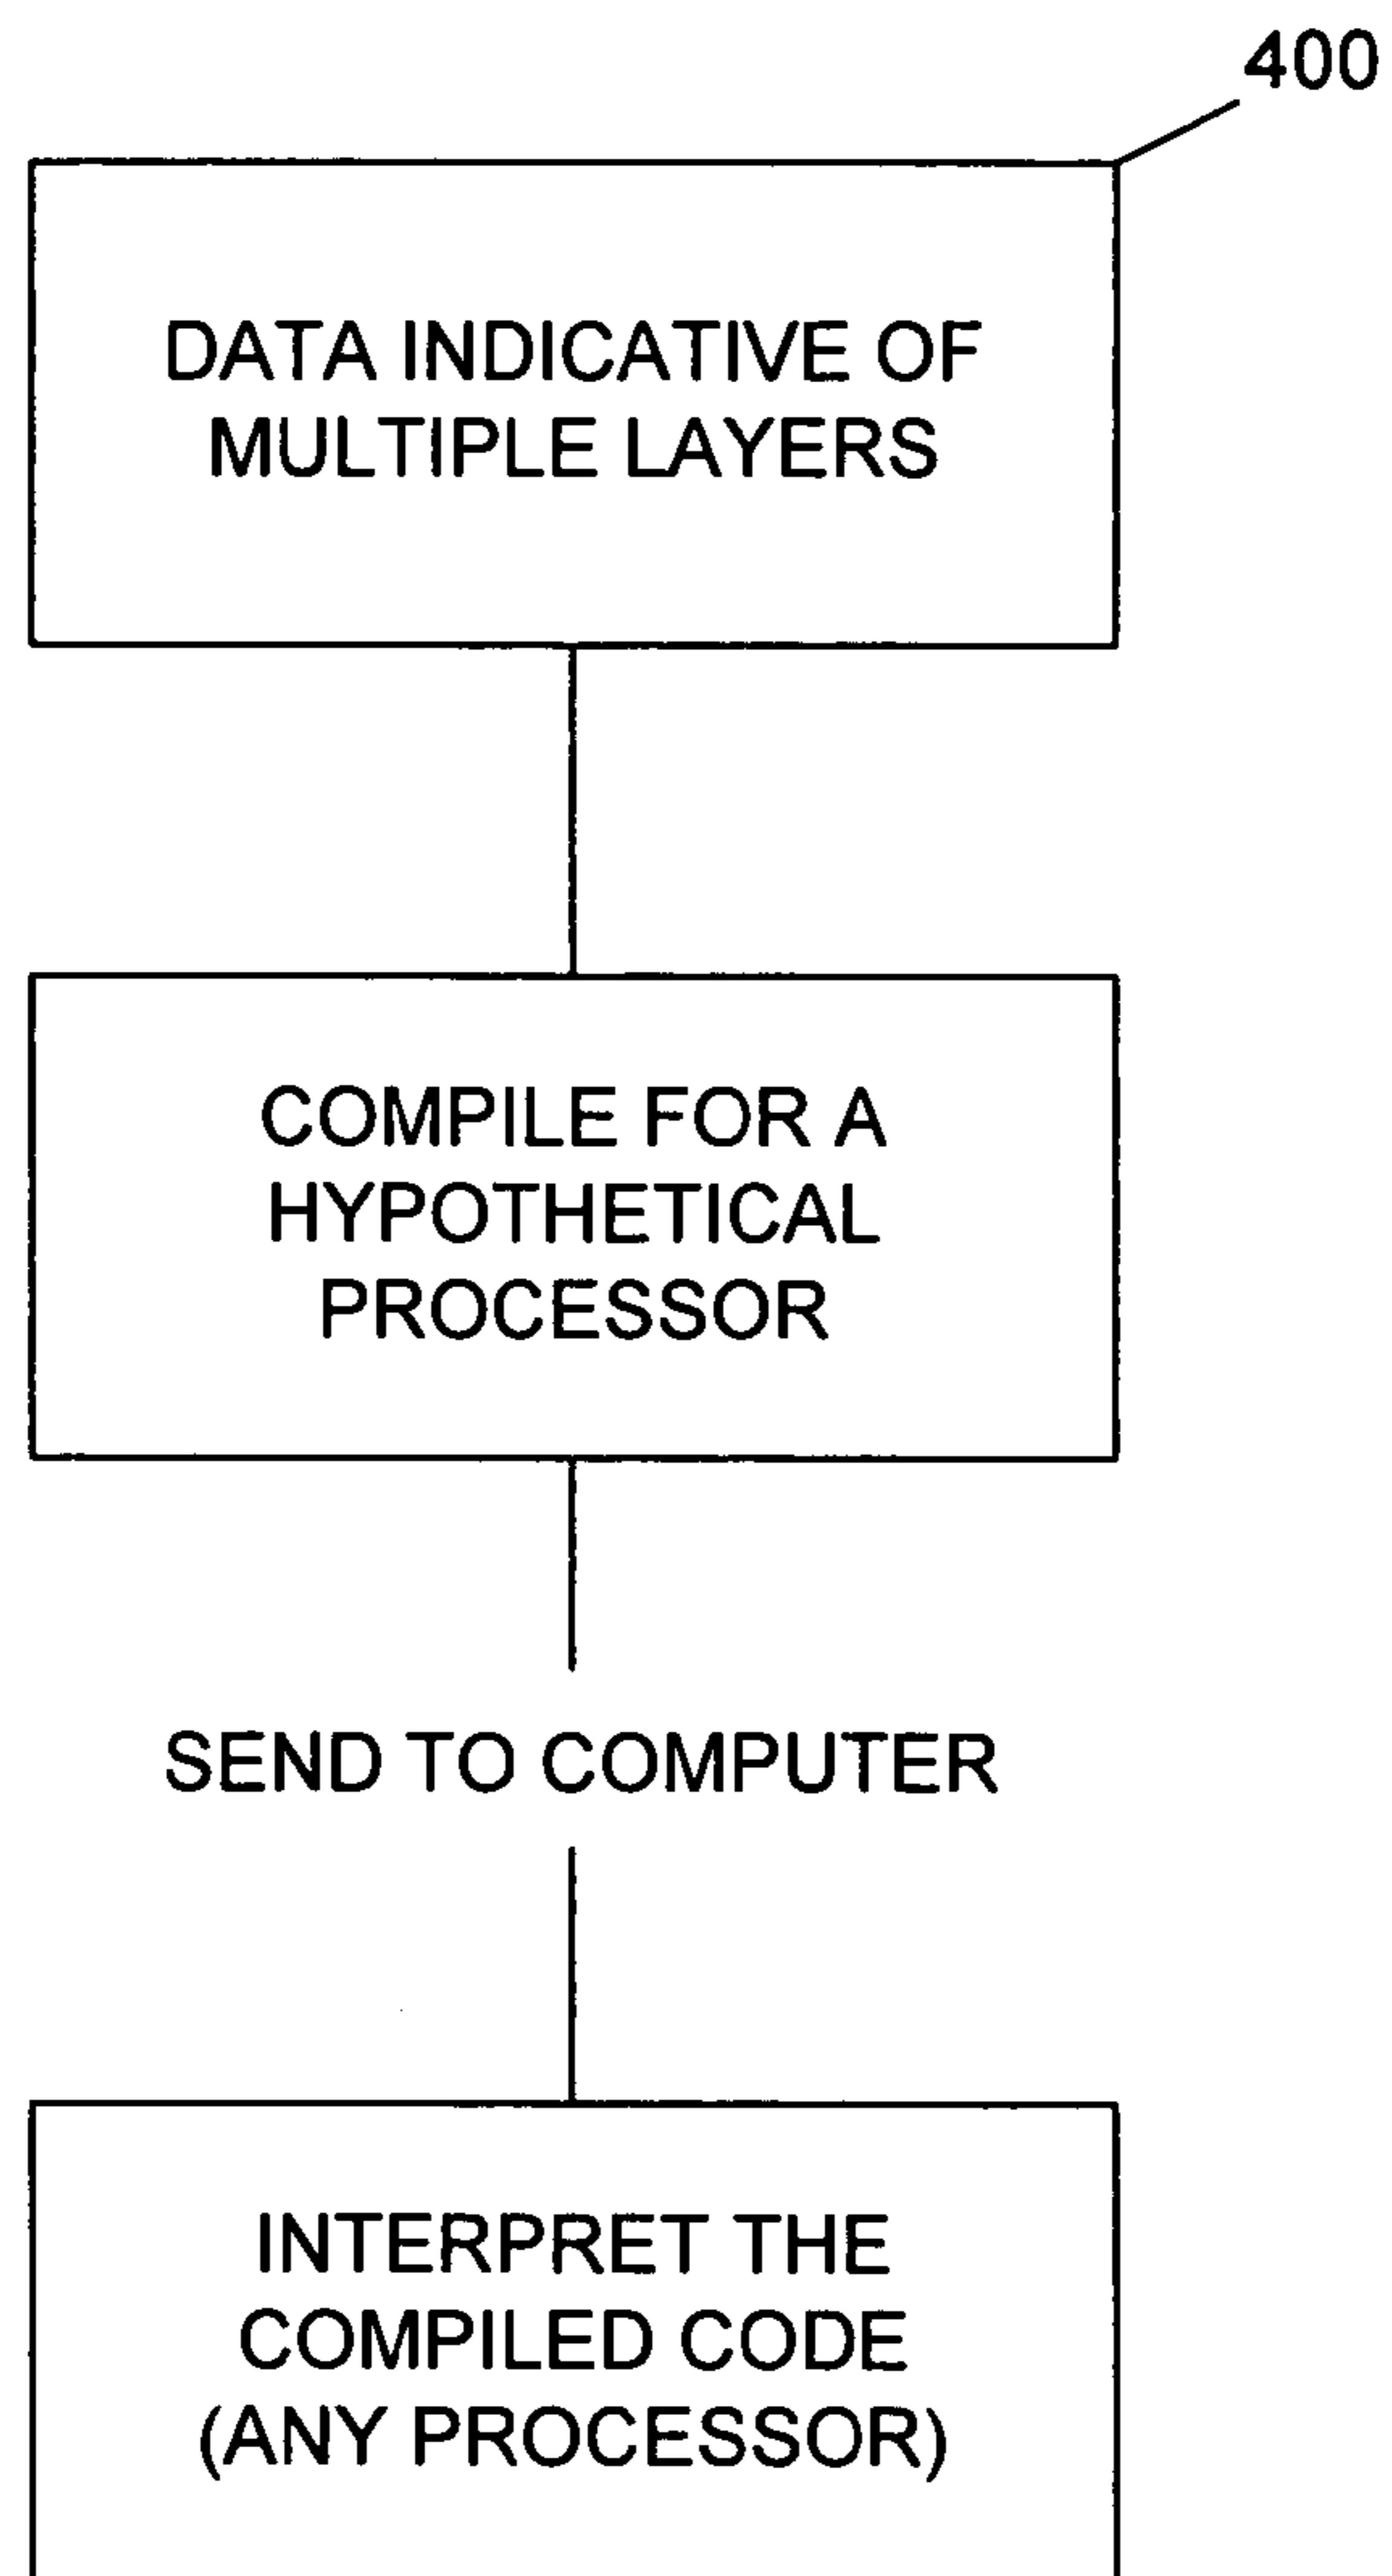 400
DATA INDICATIVE OF
MULTIPLE LAYERS
COMPILE FOR A
HYPOTHETICAL
PROCESSOR
SEND TO COMPUTER
INTERPRET THE
COMPILED CODE
(ANY PROCESSOR)